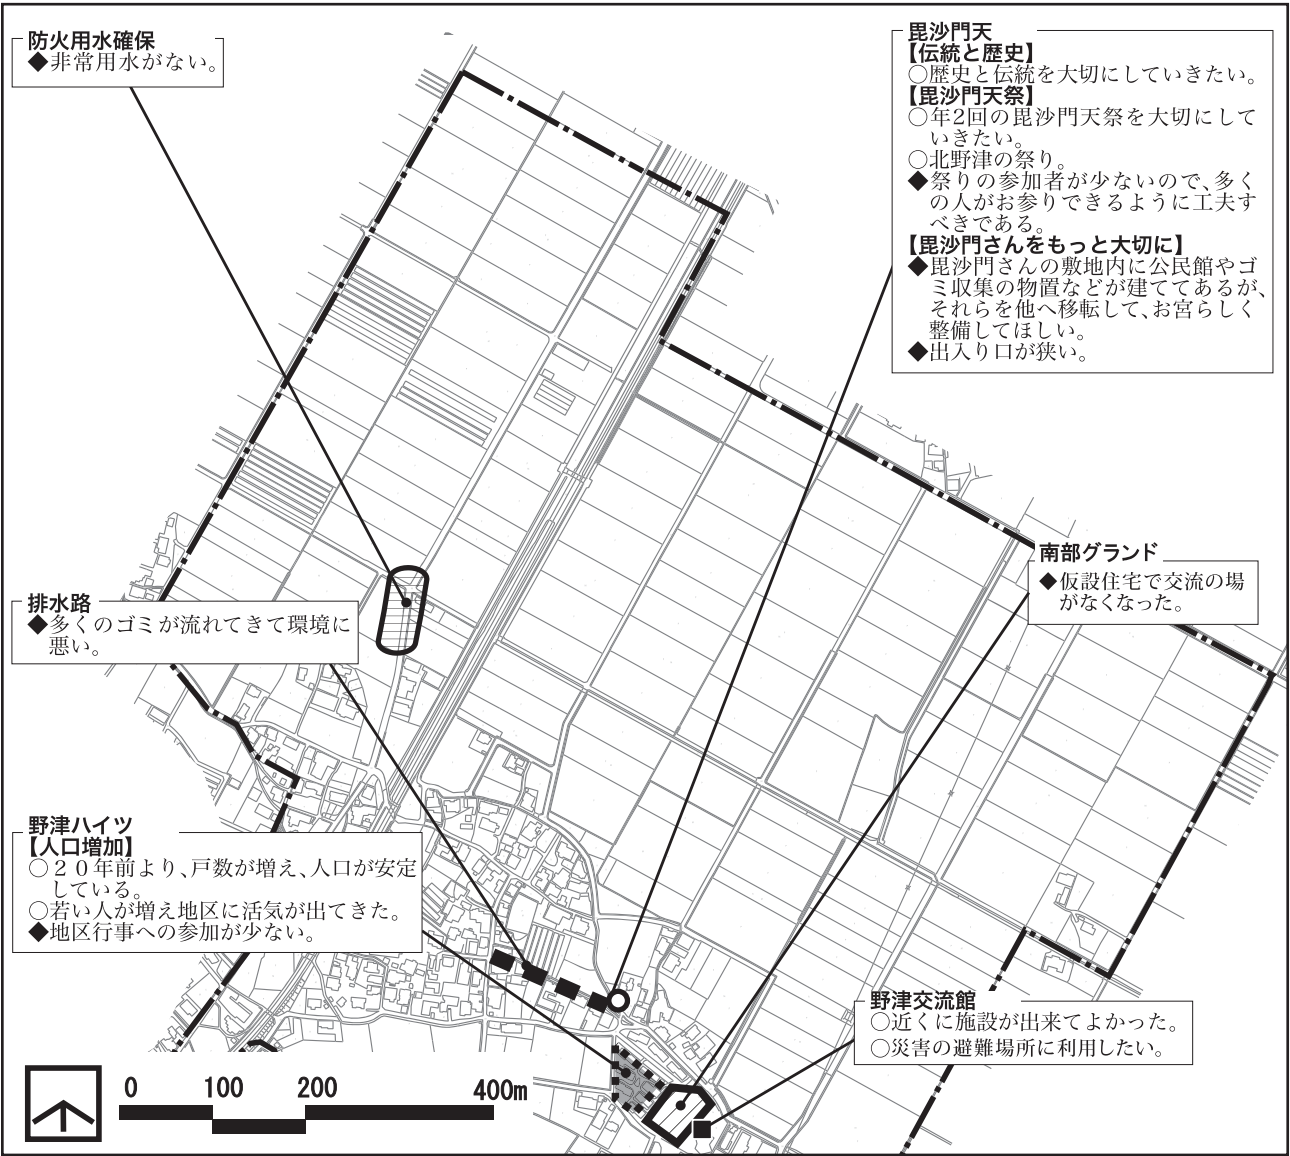 防火用水確保
◆非常用水がない。
毘沙門天
【伝統と歴史】
○歴史と伝統を大切にしていきたい。
【毘沙門天祭】
○年2回の毘沙門天祭を大切にして
いきたい。
○北野津の祭り。
◆祭りの参加者が少ないので、多く
の人がお参りできるように工夫す
べきである。
【毘沙門さんをもっと大切に】
◆毘沙門さんの敷地内に公民館やゴ
ミ収集の物置などが建ててあるが、
それらを他へ移転して、お宮らしく
整備してほしい。
◆出入り口が狭い。
南部グランド
◆仮設住宅で交流の場
がなくなった。
排水路
◆多くのゴミが流れてきて環境に
悪い。
野津ハイツ
【人口増加】
○２０年前より、戸数が増え、人口が安定
している。
○若い人が増え地区に活気が出てきた。
◆地区行事への参加が少ない。
野津交流館
○近くに施設が出来てよかった。
○災害の避難場所に利用したい。
0 100 200 400m